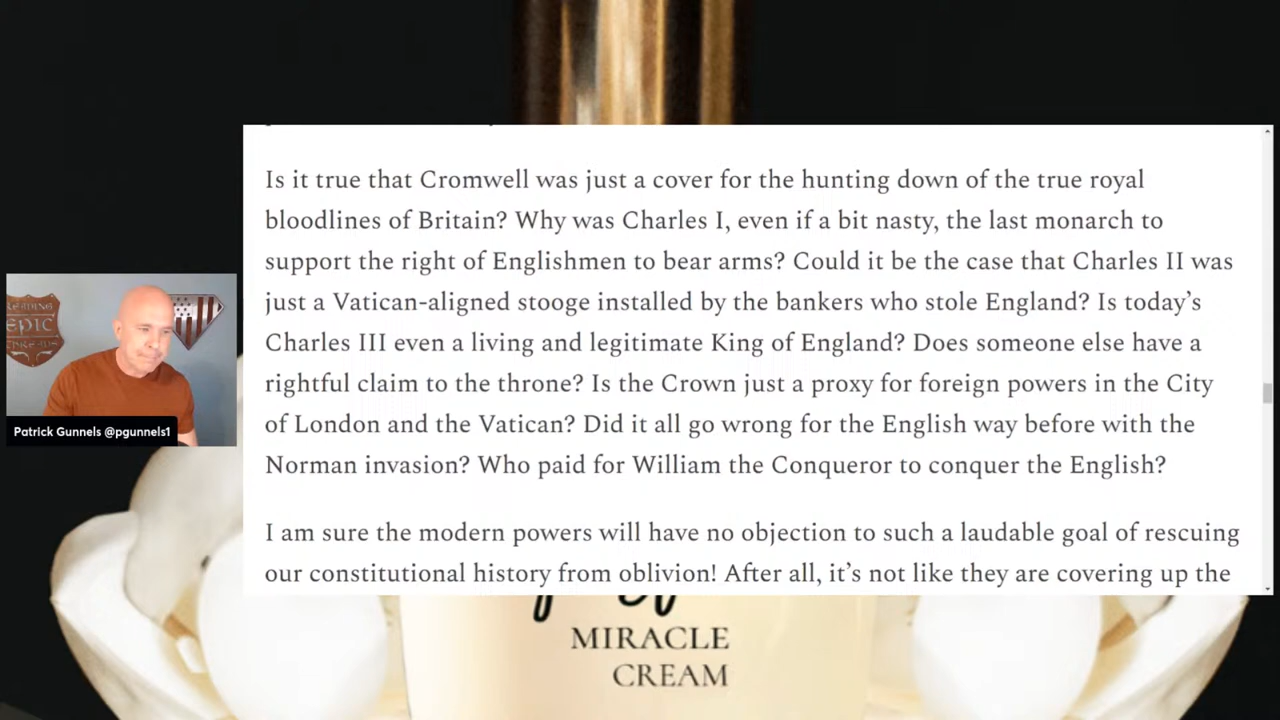 Is it true that Cromwell was just a cover for the hunting down of the true royal
bloodlines of Britain? Why was Charles I, even if a bit nasty, the last monarch to
support the right of Englishmen to bear arms? Could it be the case that Charles II was
just a Vatican-aligned stooge installed by the bankers who stole England? Is today’s
Charles III even a living and legitimate King of England? Does someone else have a
rightful claim to the throne? Is the Crown just a proxy for foreign powers in the City
of London and the Vatican? Did it all go wrong for the English way before with the
Norman invasion? Who paid for William the Conqueror to conquer the English?
I am sure the modern powers will have no objection to such a laudable goal of rescuing
our constitutional history from oblivion! After all, it’s not like they are covering up the
READING
EPIC
THREADS
Patrick Gunnels @pgunnels1
MIRACLE
CREAM